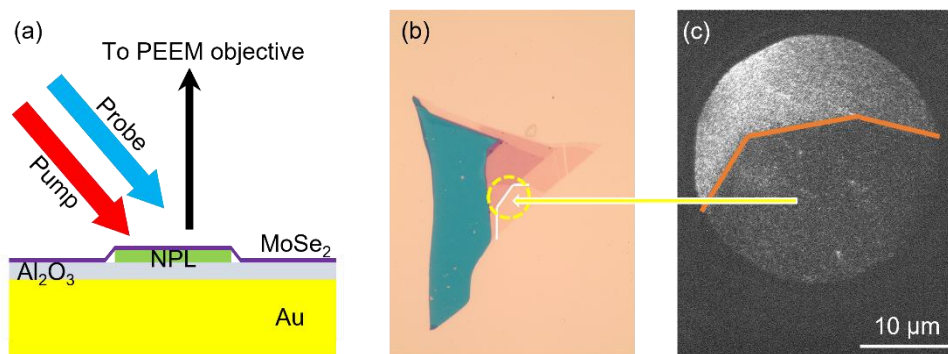 (a)
To PEEM objective
Probe
Pump
MoSe₂
NPL
Al₂O₃
Au
(b)
(c)
10 μm